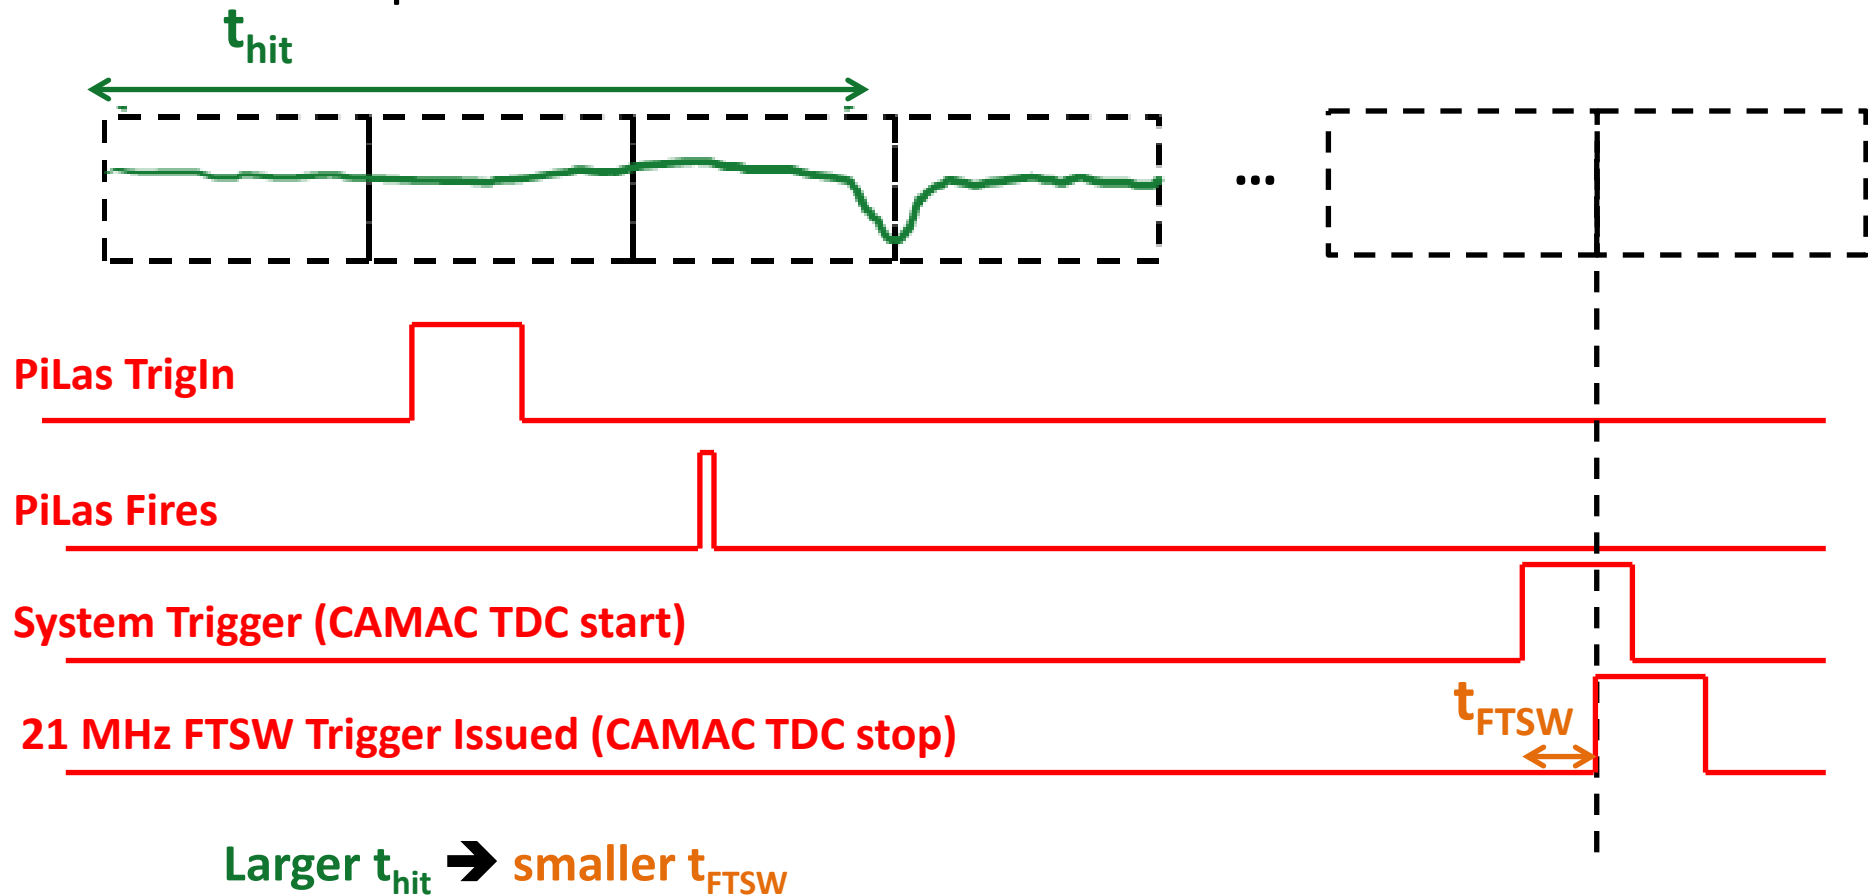 t_hit
...
PiLas TrigIn
PiLas Fires
System Trigger (CAMAC TDC start)
t_FTSW
21 MHz FTSW Trigger Issued (CAMAC TDC stop)
Larger t_hit ➔ smaller t_FTSW